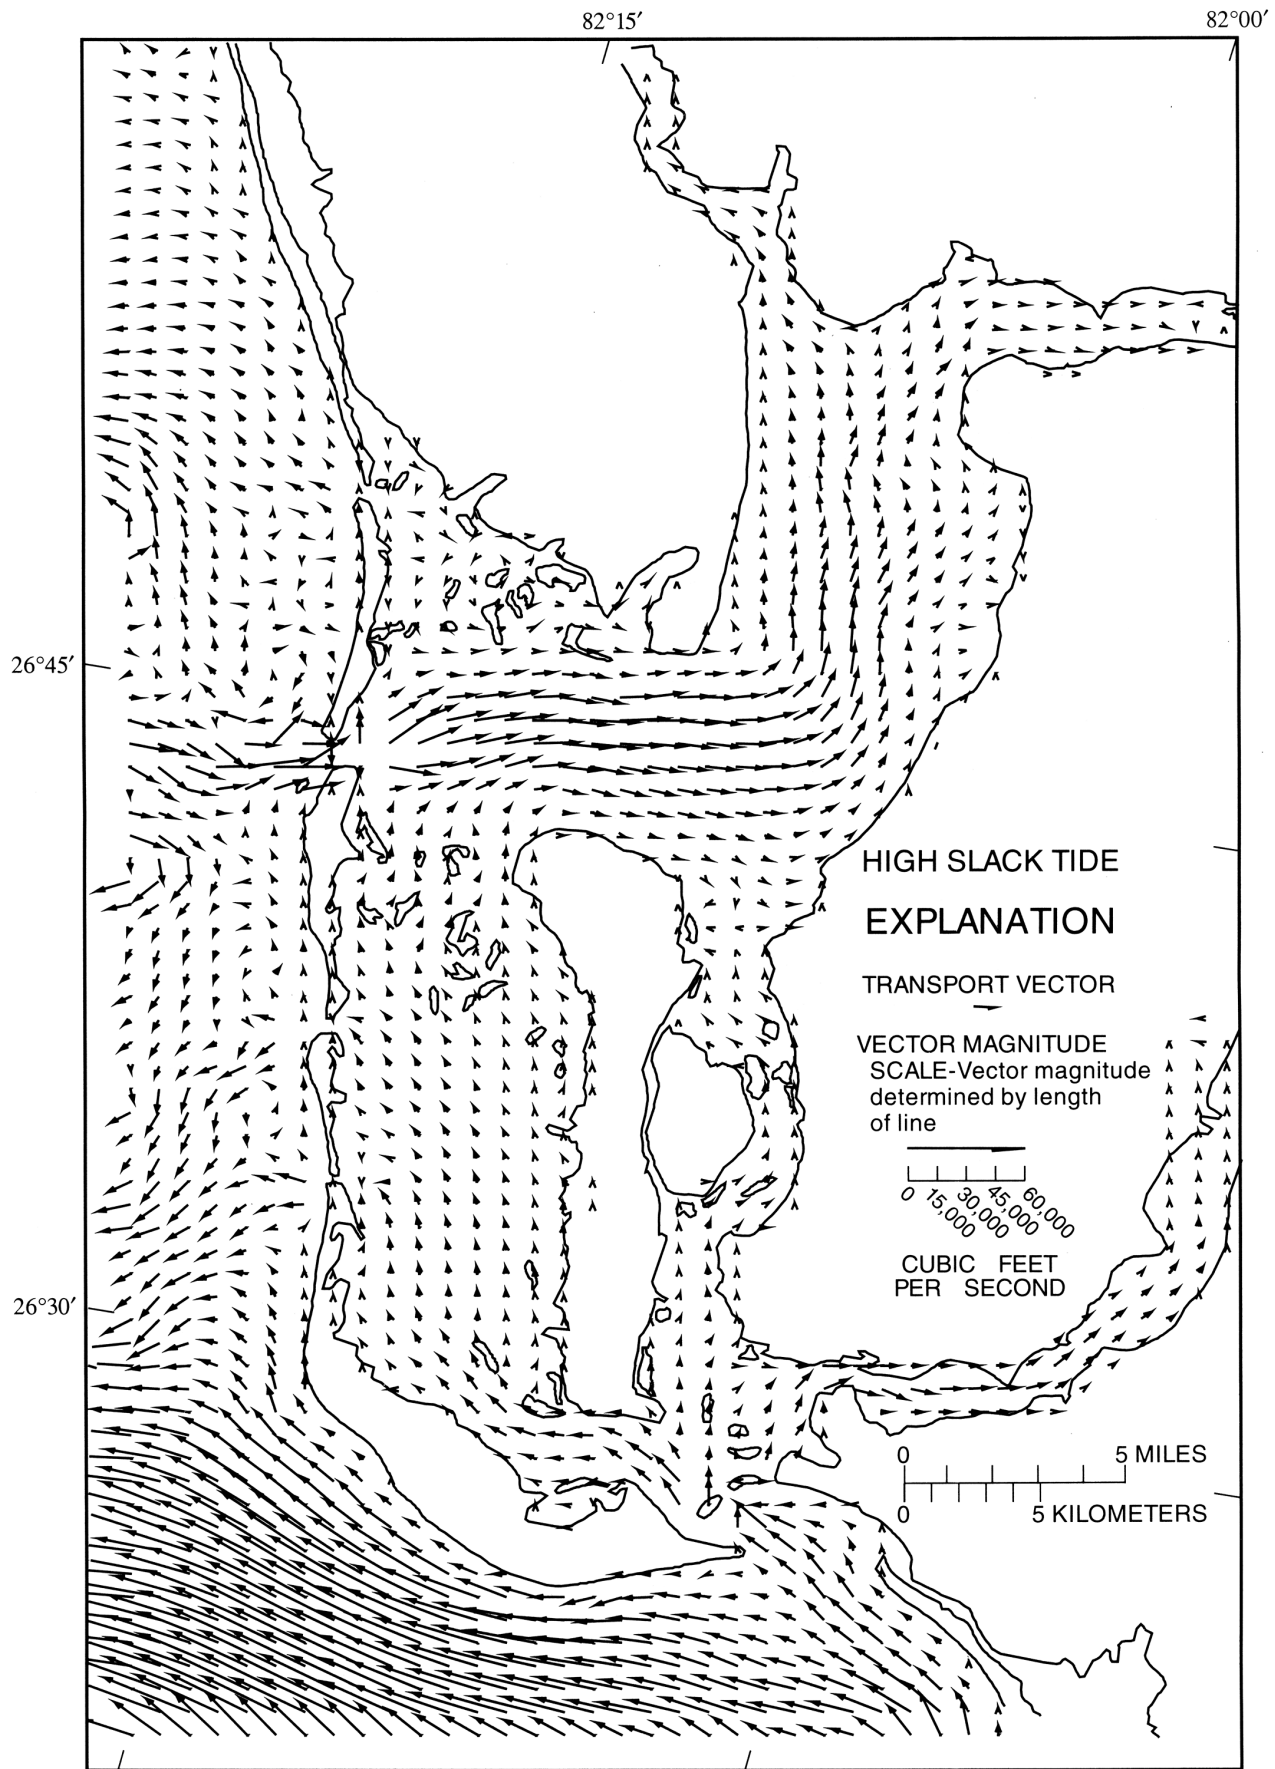 82°15′
82°00′
26°45′
HIGH SLACK TIDE
EXPLANATION
TRANSPORT VECTOR
VECTOR MAGNITUDE
SCALE-Vector magnitude
determined by length
of line
0 15,000 30,000 45,000 60,000
CUBIC FEET
PER SECOND
26°30′
0 5 MILES
0 5 KILOMETERS